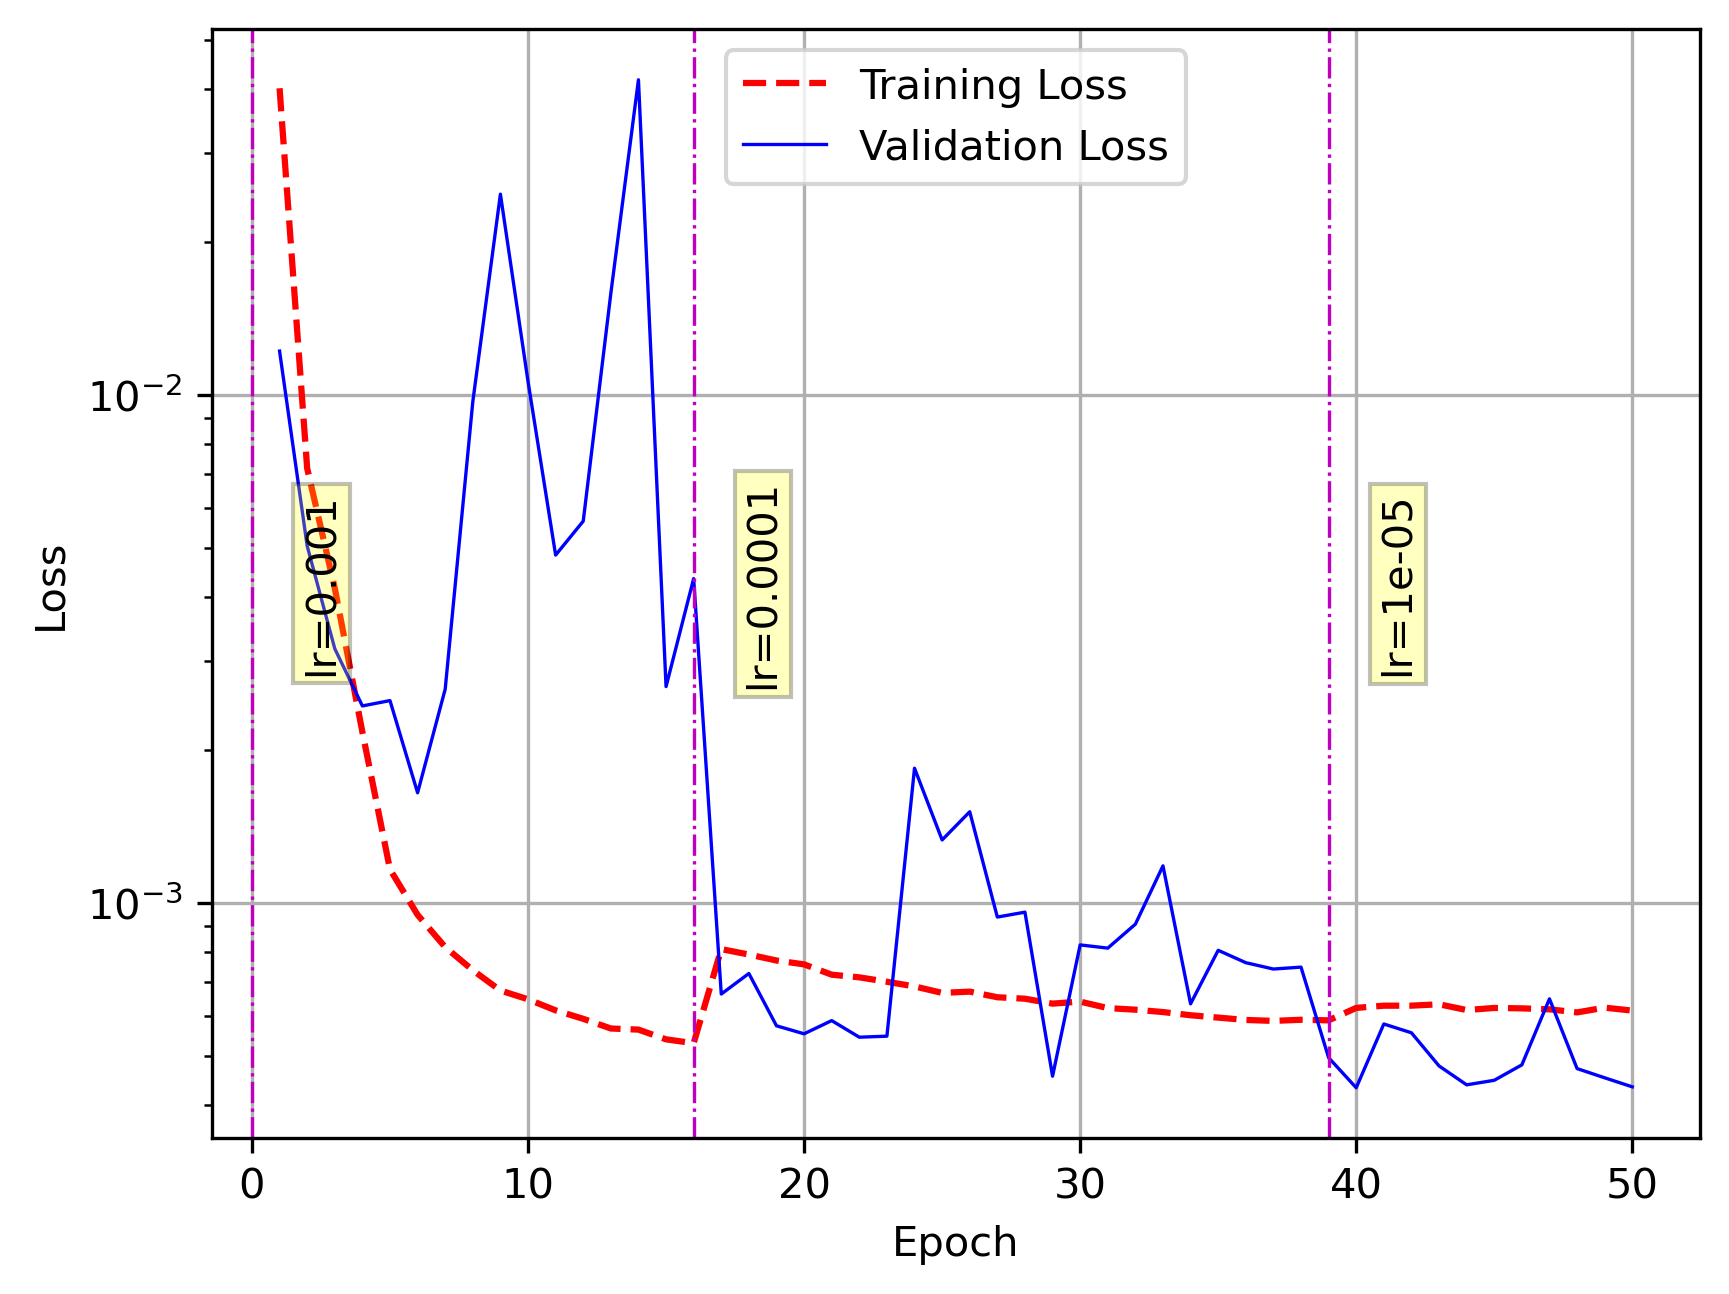 Training Loss
Validation Loss
10⁻²
10⁻³
Loss
lr=0.001
lr=0.0001
lr=1e-05
0 10 20 30 40 50
Epoch